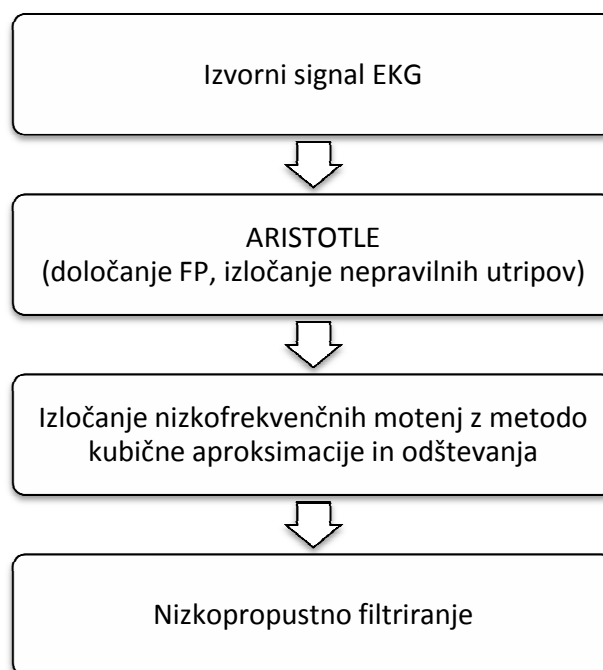 Izvorni signal EKG
ARISTOTLE
(določanje FP, izločanje nepravilnih utripov)
Izločanje nizkofrekvenčnih motenj z metodo
kubične aproksimacije in odštevanja
Nizkopropustno filtriranje